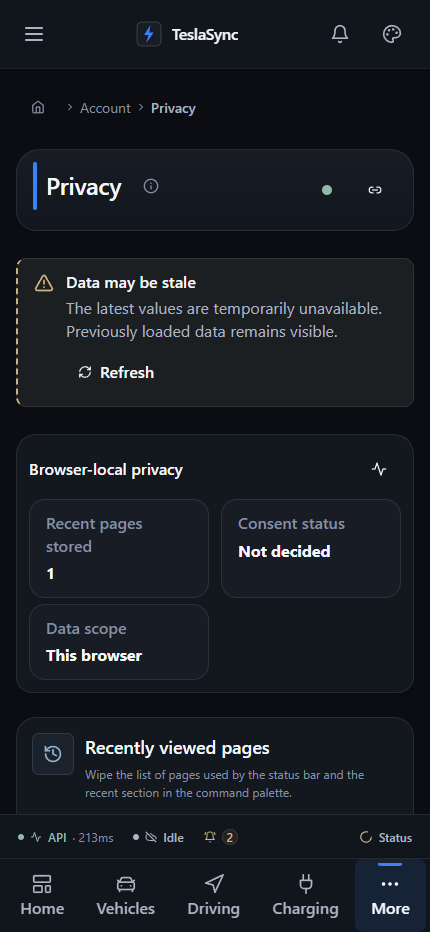 TeslaSync
Account > Privacy
Privacy
Data may be stale
The latest values are temporarily unavailable.
Previously loaded data remains visible.
Refresh
Browser-local privacy
Recent pages
stored
1
Consent status
Not decided
Data scope
This browser
Recently viewed pages
Wipe the list of pages used by the status bar and the
recent section in the command palette.
API · 213ms
Idle
2
Status
Home
Vehicles
Driving
Charging
More